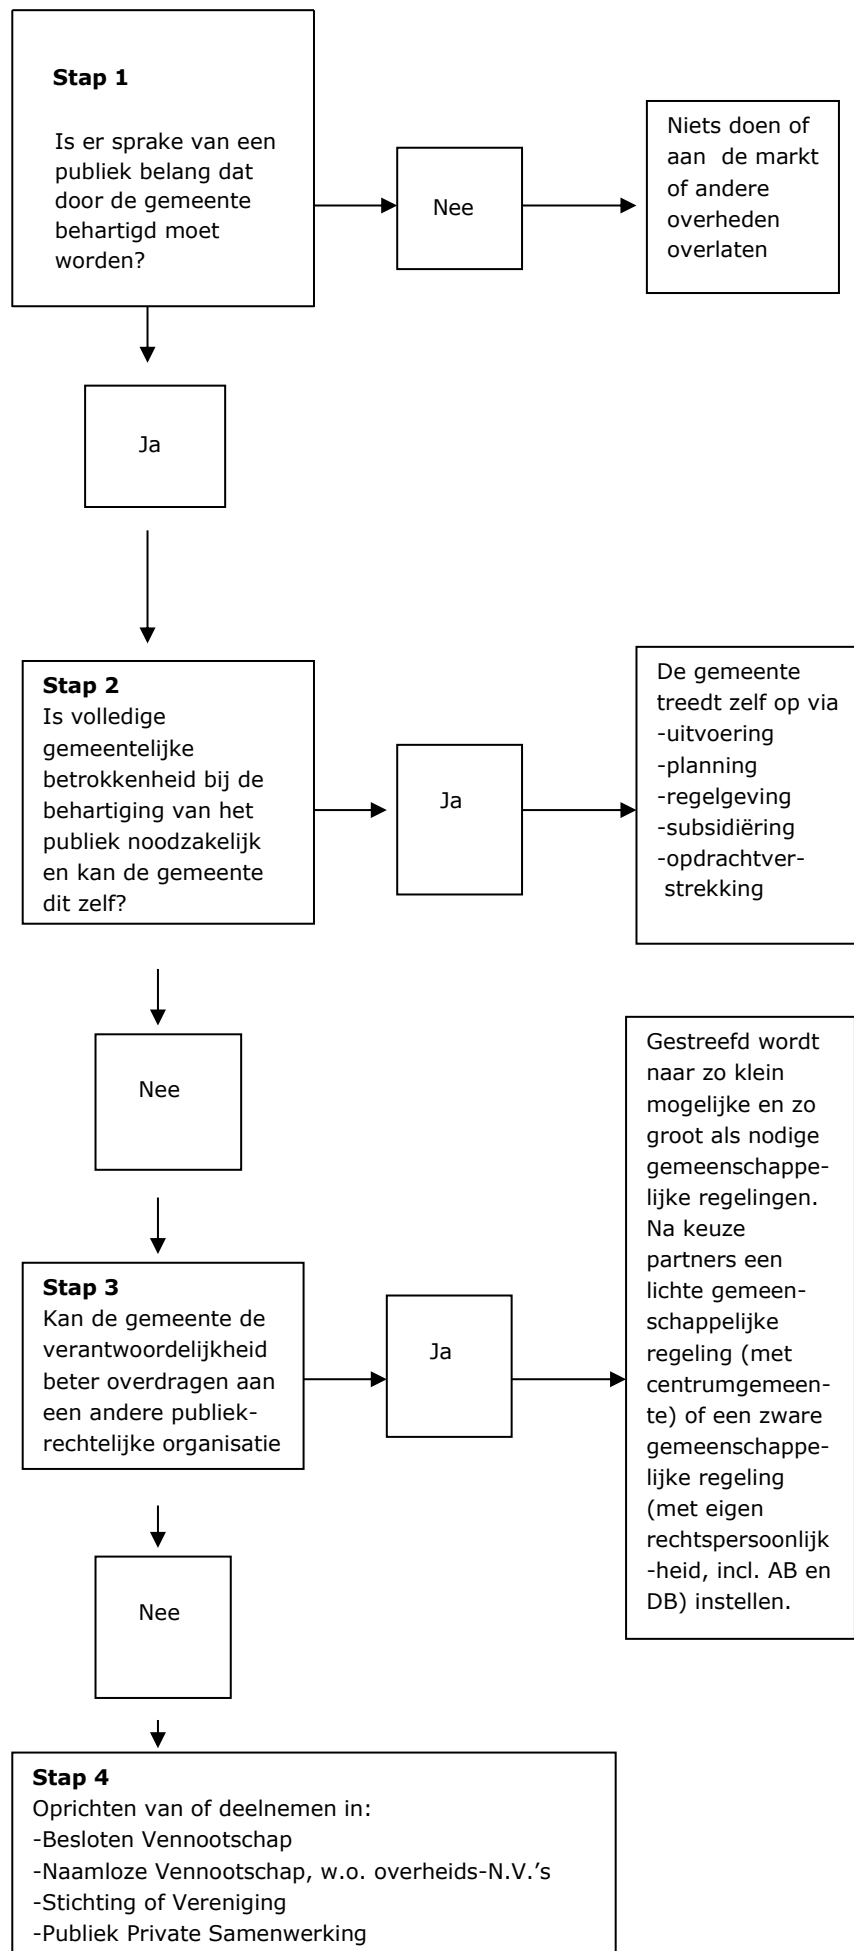 Stap 1
Is er sprake van een
publiek belang dat
door de gemeente
behartigd moet
worden?
Nee
Niets doen of
aan de markt
of andere
overheden
overlaten
Ja
Stap 2
Is volledige
gemeentelijke
betrokkenheid bij de
behartiging van het
publiek noodzakelijk
en kan de gemeente
dit zelf?
Ja
De gemeente
treedt zelf op via
-uitvoering
-planning
-regelgeving
-subsidiëring
-opdrachtver-
strekking
Nee
Stap 3
Kan de gemeente de
verantwoordelijkheid
beter overdragen aan
een andere publiek-
rechtelijke organisatie
Ja
Gestreefd wordt
naar zo klein
mogelijke en zo
groot als nodige
gemeenschappe-
lijke regelingen.
Na keuze
partners een
lichte gemeen-
schappelijke
regeling (met
centrumgemeen-
te) of een zware
gemeenschappe-
lijke regeling
(met eigen
rechtspersoonlijk
-heid, incl. AB en
DB) instellen.
Nee
Stap 4
Oprichten van of deelnemen in:
-Besloten Vennootschap
-Naamloze Vennootschap, w.o. overheids-N.V.’s
-Stichting of Vereniging
-Publiek Private Samenwerking